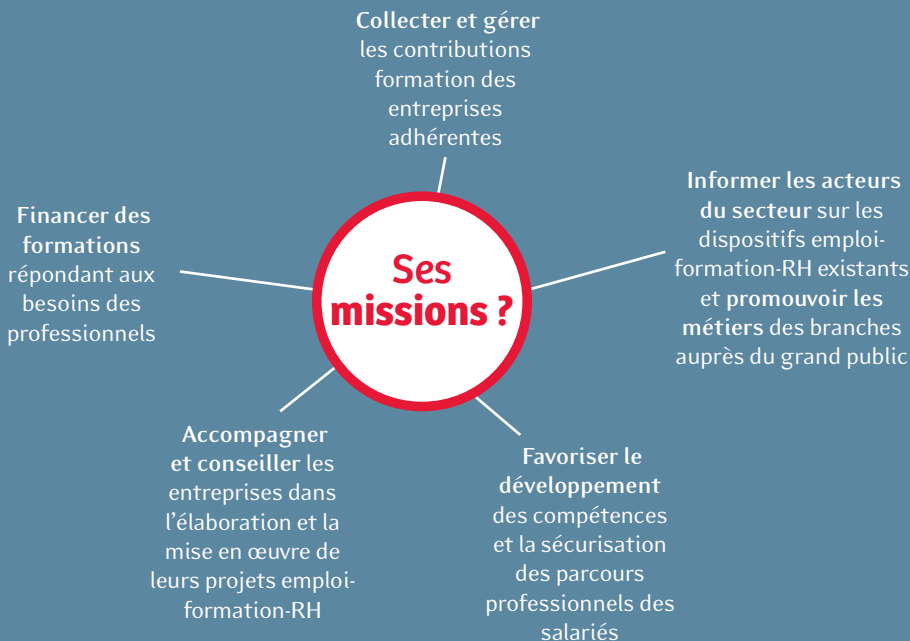 Collecter et gérer
les contributions
formation des
entreprises
adhérentes
Informer les acteurs
du secteur sur les
dispositifs emploi-
formation-RH existants
et promouvoir les
métiers des branches
auprès du grand public
Financer des
formations
répondant aux
besoins des
professionnels
Ses
missions ?
Accompagner
et conseiller les
entreprises dans
l'élaboration et la
mise en œuvre de
leurs projets emploi-
formation-RH
Favoriser le
développement
des compétences
et la sécurisation
des parcours
professionnels des
salariés